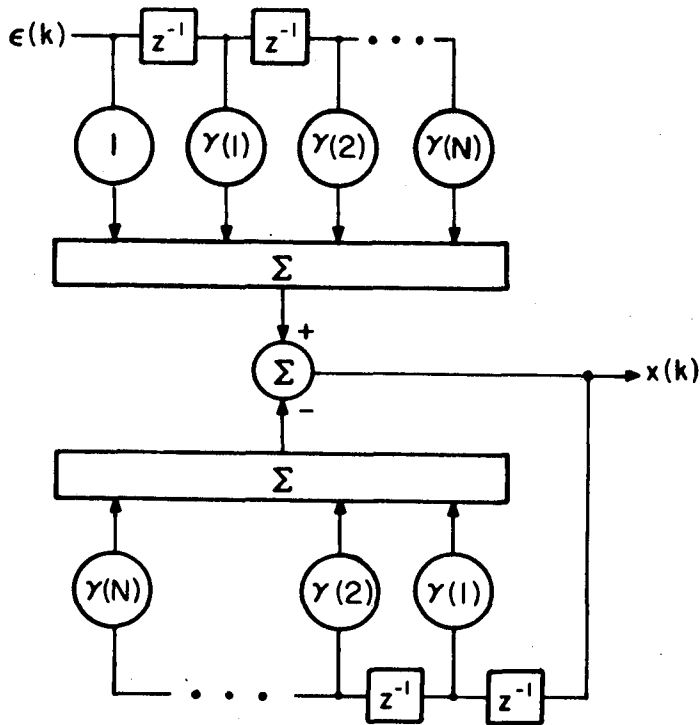 ϵ(k) z⁻¹ z⁻¹ • • •
1 γ(1) γ(2) γ(N)
Σ
+
Σ x(k)
-
Σ
γ(N) γ(2) γ(1)
• • • z⁻¹ z⁻¹